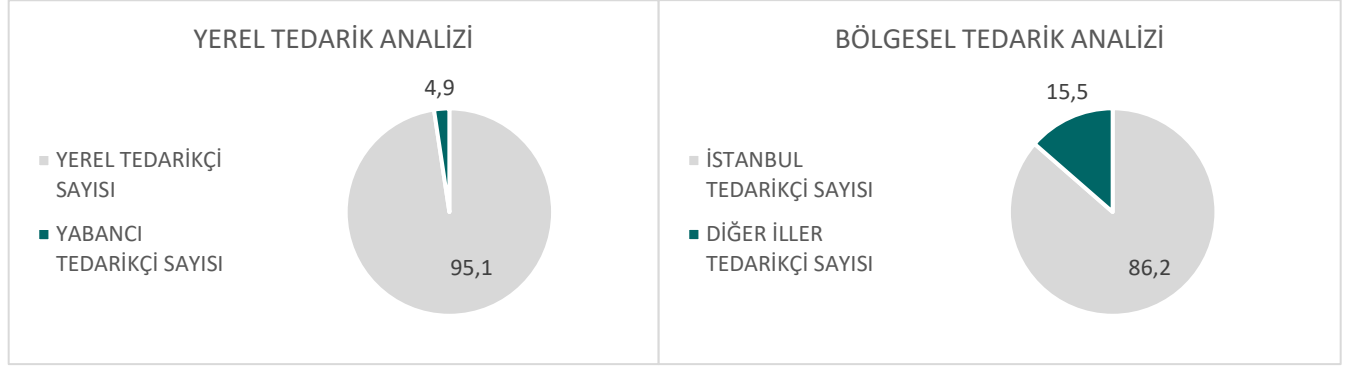 YEREL TEDARİK ANALİZİ
4,9
YEREL TEDARİKÇİ
SAYISI
YABANCI
TEDARİKÇİ SAYISI
95,1
BÖLGESEL TEDARİK ANALİZİ
15,5
İSTANBUL
TEDARİKÇİ SAYISI
DİĞER İLLER
TEDARİKÇİ SAYISI
86,2